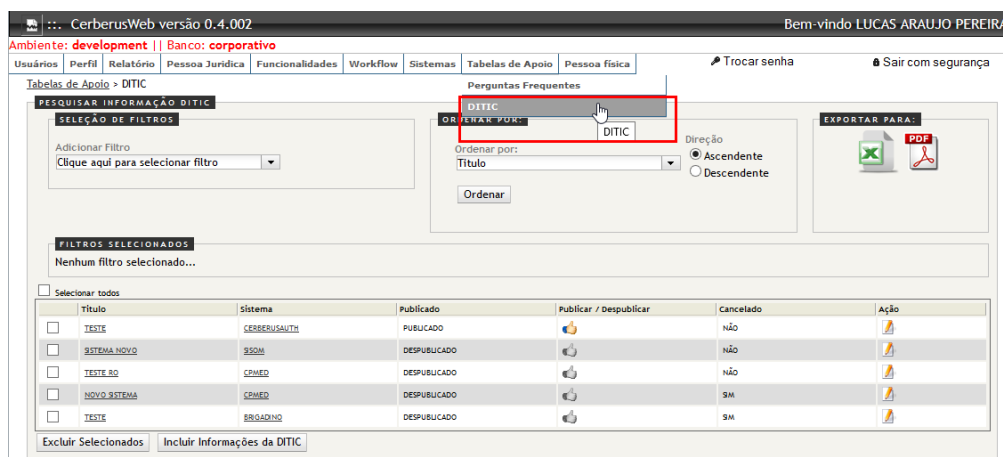 ::. CerberusWeb versão 0.4.002 Bem-vindo LUCAS ARAUJO PEREIRA
Ambiente: development || Banco: corporativo
Usuários Perfil Relatório Pessoa Juridica Funcionalidades Workflow Sistemas Tabelas de Apoio Pessoa física Trocar senha Sair com segurança
Tabelas de Apoio > DITIC
Perguntas Frequentes
DITIC
DITIC
PESQUISAR INFORMAÇÃO DITIC
SELEÇÃO DE FILTROS
Adicionar Filtro
Clique aqui para selecionar filtro
ORDENAR POR:
Ordenar por:
Título
Direção
Ascendente
Descendente
Ordenar
EXPORTAR PARA:
PDF
FILTROS SELECIONADOS
Nenhum filtro selecionado...
Selecionar todos
Título Sistema Publicado Publicar / Despublicar Cancelado Ação
TESTE CERBERUSAUTH PUBLICADO NÃO
SISTEMA NOVO SISOM DESPUBLICADO NÃO
TESTE RO CPMED DESPUBLICADO NÃO
NOVO SISTEMA CPMED DESPUBLICADO SIM
TESTE BRIGADINO DESPUBLICADO SIM
Excluir Selecionados Incluir Informações da DITIC